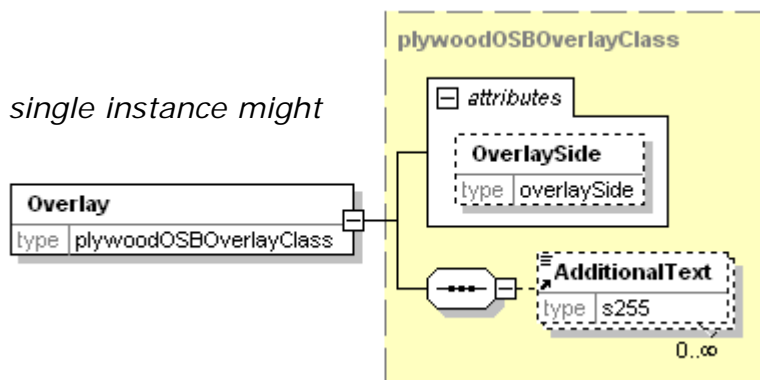 plywoodOSBOverlayClass
single instance might
attributes
OverlaySide
type overlaySide
Overlay
type plywoodOSBOverlayClass
AdditionalText
type s255
0..∞